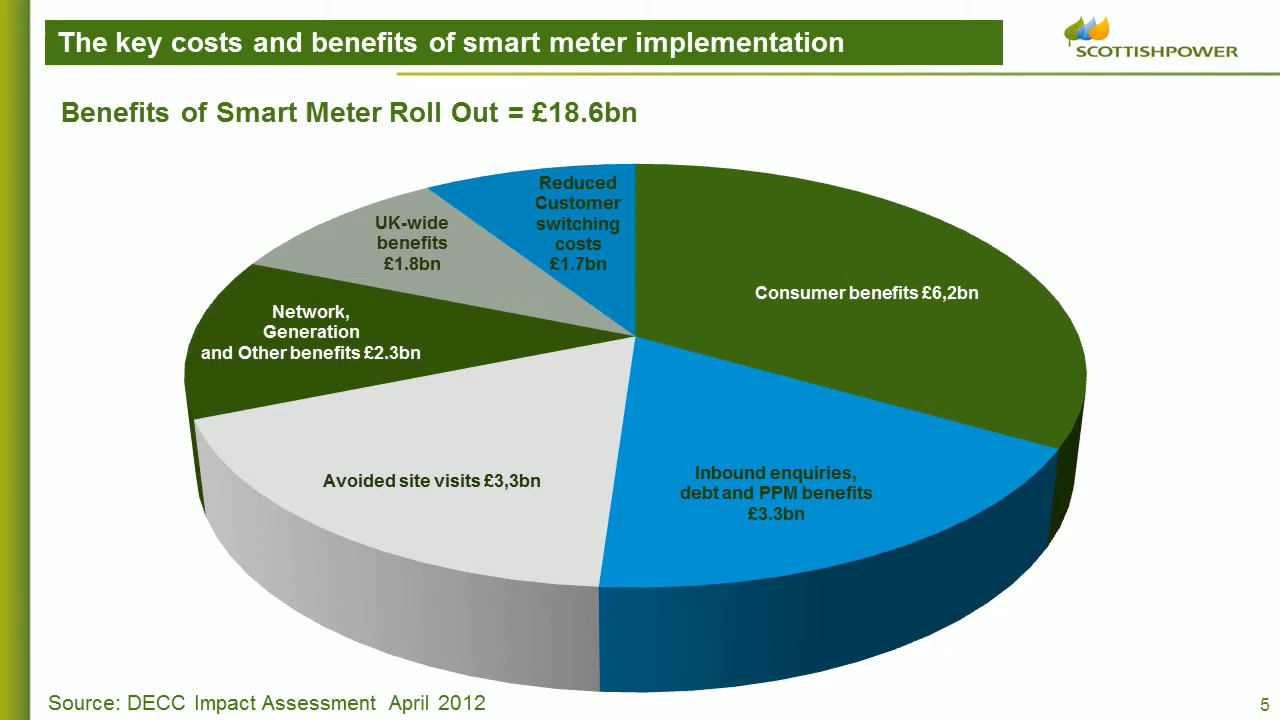 The key costs and benefits of smart meter implementation
SCOTTISHPOWER
Benefits of Smart Meter Roll Out = £18.6bn
Reduced
Customer
switching
costs
£1.7bn
UK-wide
benefits
£1.8bn
Consumer benefits £6,2bn
Network,
Generation
and Other benefits £2.3bn
Avoided site visits £3,3bn
Inbound enquiries,
debt and PPM benefits
£3.3bn
Source: DECC Impact Assessment April 2012
5